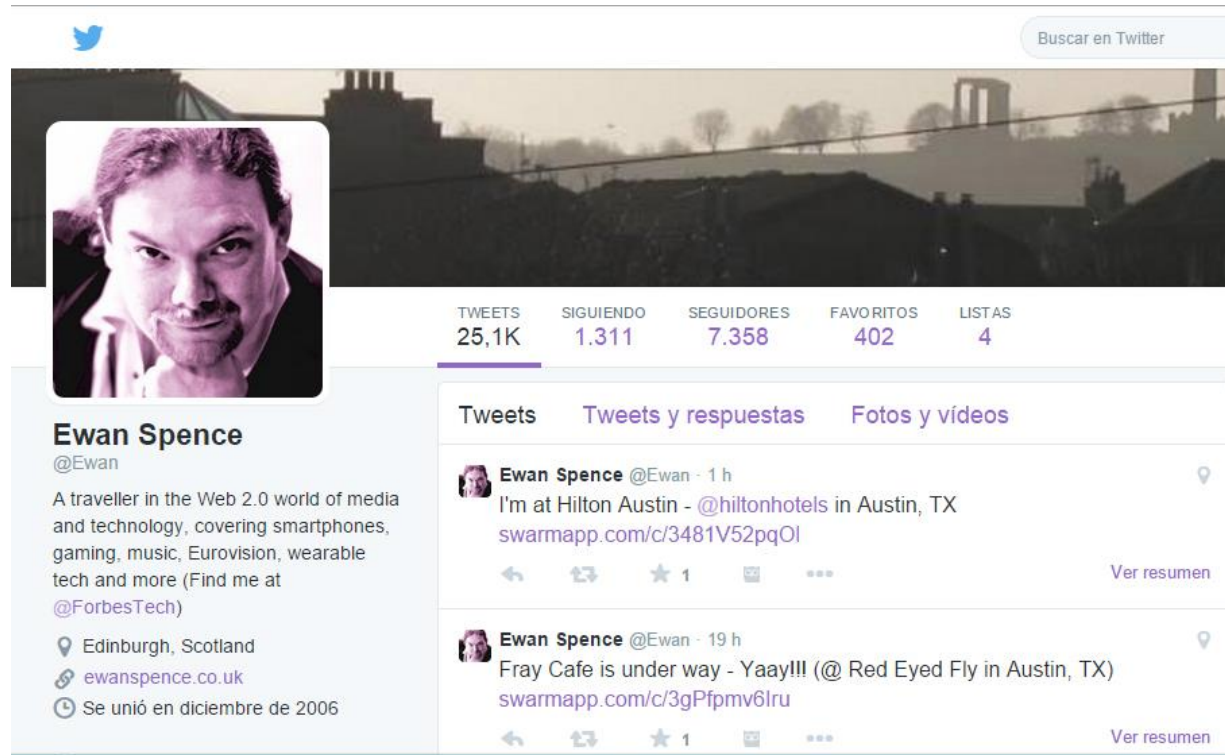 Buscar en Twitter
TWEETS SIGUIENDO SEGUIDORES FAVORITOS LISTAS
25,1K 1.311 7.358 402 4
Ewan Spence
@Ewan
A traveller in the Web 2.0 world of media
and technology, covering smartphones,
gaming, music, Eurovision, wearable
tech and more (Find me at
@ForbesTech)
Edinburgh, Scotland
ewanspence.co.uk
Se unió en diciembre de 2006
Tweets Tweets y respuestas Fotos y vídeos
Ewan Spence @Ewan · 1 h
I'm at Hilton Austin - @hiltonhotels in Austin, TX
swarmapp.com/c/3481V52pqOl
1 Ver resumen
Ewan Spence @Ewan · 19 h
Fray Cafe is under way - Yaay!!! (@ Red Eyed Fly in Austin, TX)
swarmapp.com/c/3gPfpmv6Iru
1 Ver resumen